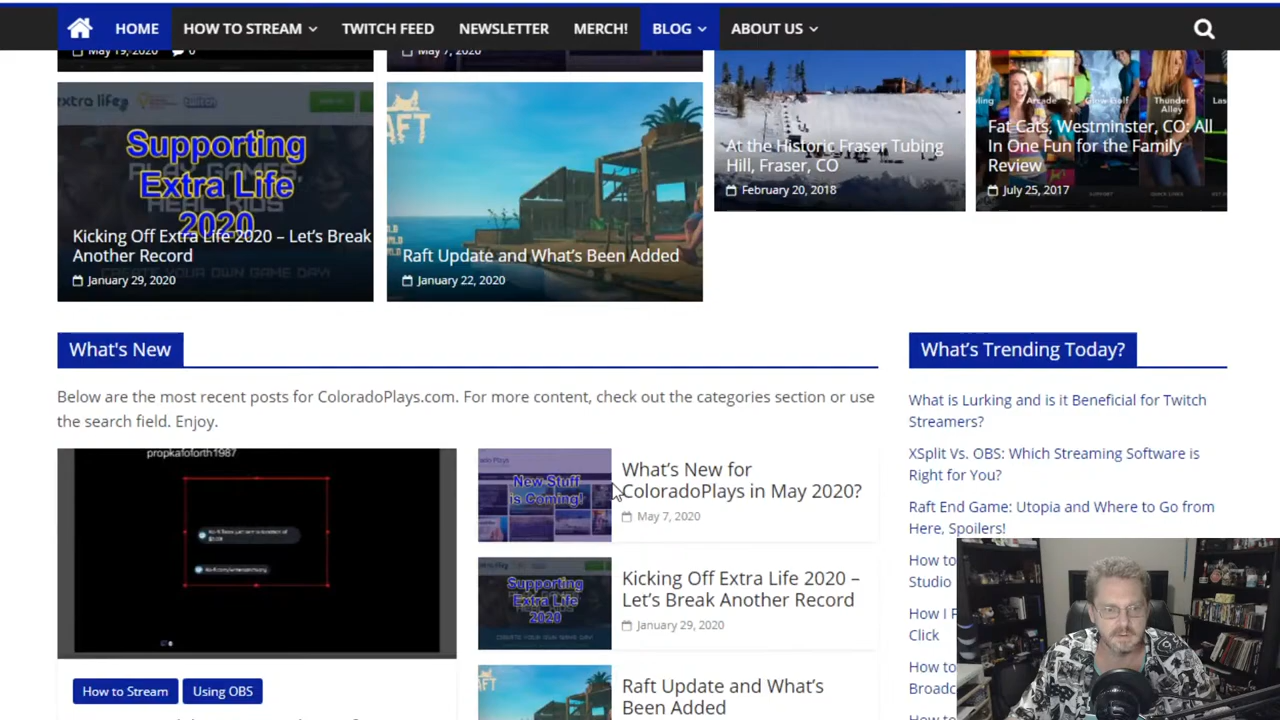 HOME HOW TO STREAM TWITCH FEED NEWSLETTER MERCH! BLOG ABOUT US
May 19, 2020 0
May 7, 2020
extra life twitch
Supporting
Extra Life
2020
Kicking Off Extra Life 2020 – Let's Break
Another Record
January 29, 2020
AFT
Raft Update and What's Been Added
January 22, 2020
At the Historic Fraser Tubing
Hill, Fraser, CO
February 20, 2018
Arcade
Thunder
Alley
Fat Cats, Westminster, CO: All
In One Fun for the Family
Review
July 25, 2017
What's New
Below are the most recent posts for ColoradoPlays.com. For more content, check out the categories section or use
the search field. Enjoy.
propkafoforth1987
How to Stream Using OBS
New Stuff
is Coming!
What's New for
ColoradoPlays in May 2020?
May 7, 2020
Supporting
Extra Life
2020
Kicking Off Extra Life 2020 –
Let's Break Another Record
January 29, 2020
Raft Update and What's
Been Added
What's Trending Today?
What is Lurking and is it Beneficial for Twitch
Streamers?
XSplit Vs. OBS: Which Streaming Software is
Right for You?
Raft End Game: Utopia and Where to Go from
Here, Spoilers!
How to
Studio
How I
Click
How to
Broadc